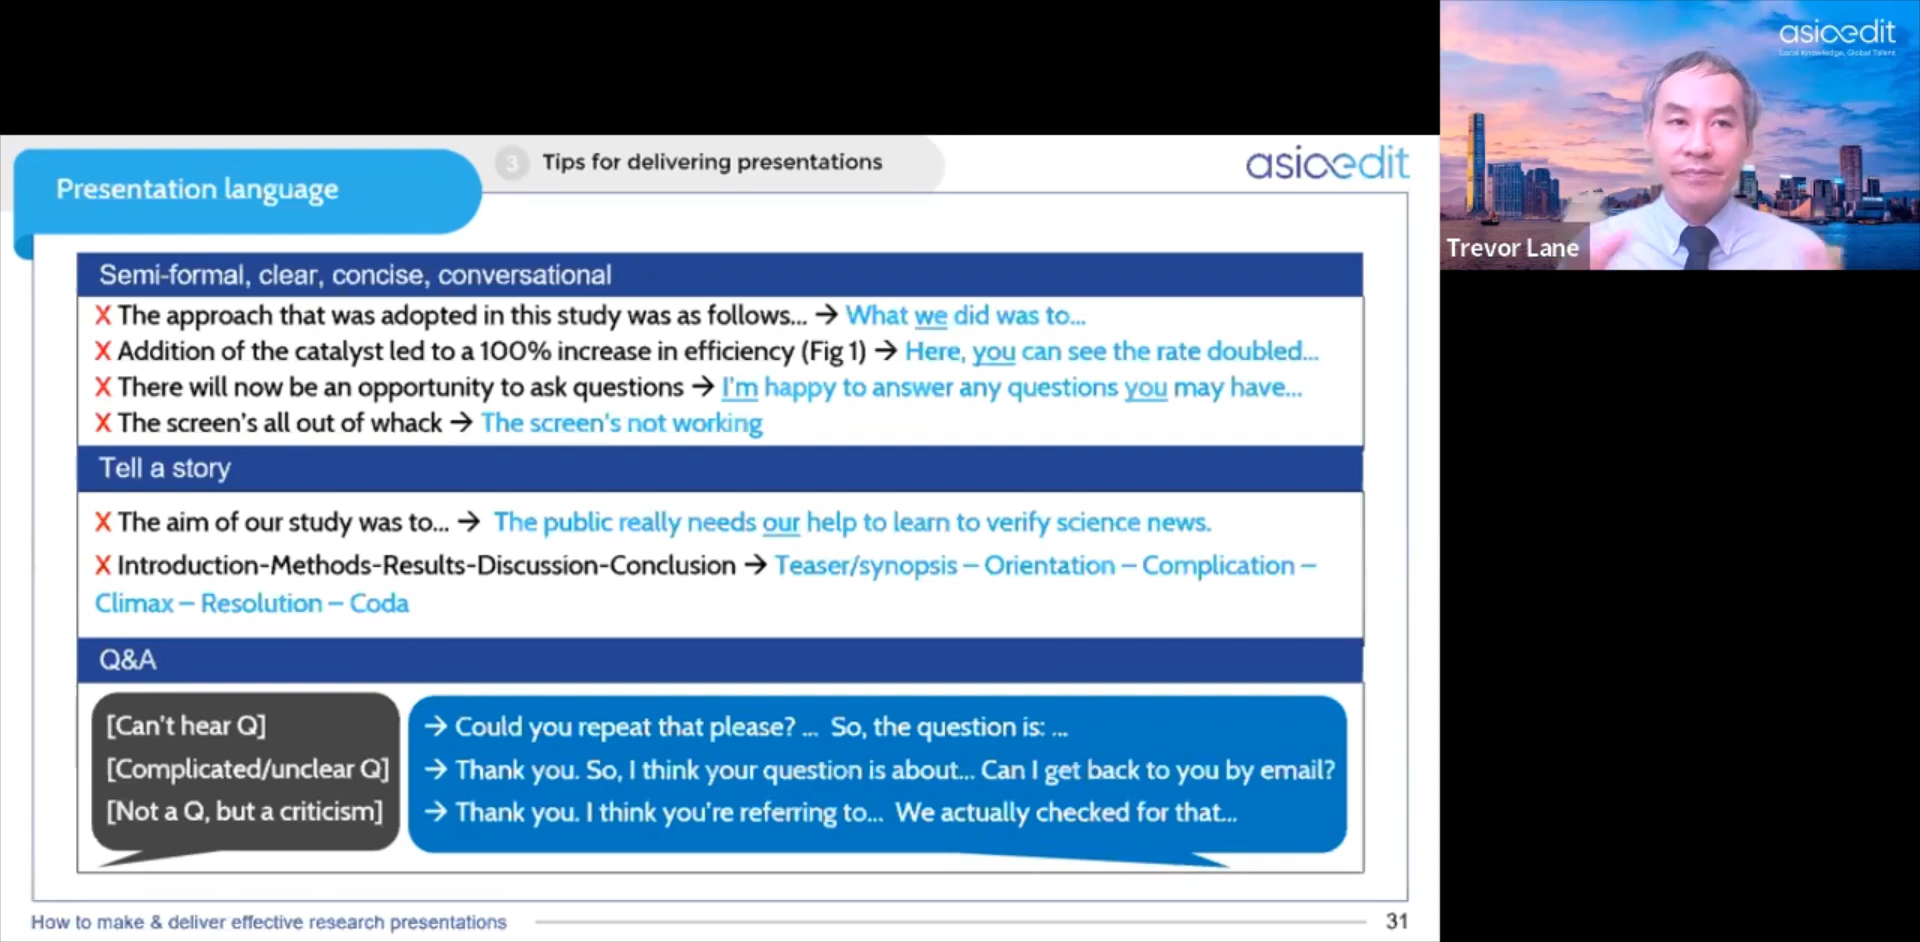 asiaedit
Local Knowledge, Global Talent
Trevor Lane
3 Tips for delivering presentations
asiaedit
Presentation language
Semi-formal, clear, concise, conversational
X The approach that was adopted in this study was as follows... → What we did was to...
X Addition of the catalyst led to a 100% increase in efficiency (Fig 1) → Here, you can see the rate doubled...
X There will now be an opportunity to ask questions → I'm happy to answer any questions you may have...
X The screen's all out of whack → The screen's not working
Tell a story
X The aim of our study was to... → The public really needs our help to learn to verify science news.
X Introduction-Methods-Results-Discussion-Conclusion → Teaser/synopsis – Orientation – Complication –
Climax – Resolution – Coda
Q&A
[Can't hear Q] → Could you repeat that please? ... So, the question is: ...
[Complicated/unclear Q] → Thank you. So, I think your question is about... Can I get back to you by email?
[Not a Q, but a criticism] → Thank you. I think you're referring to... We actually checked for that...
How to make & deliver effective research presentations
31